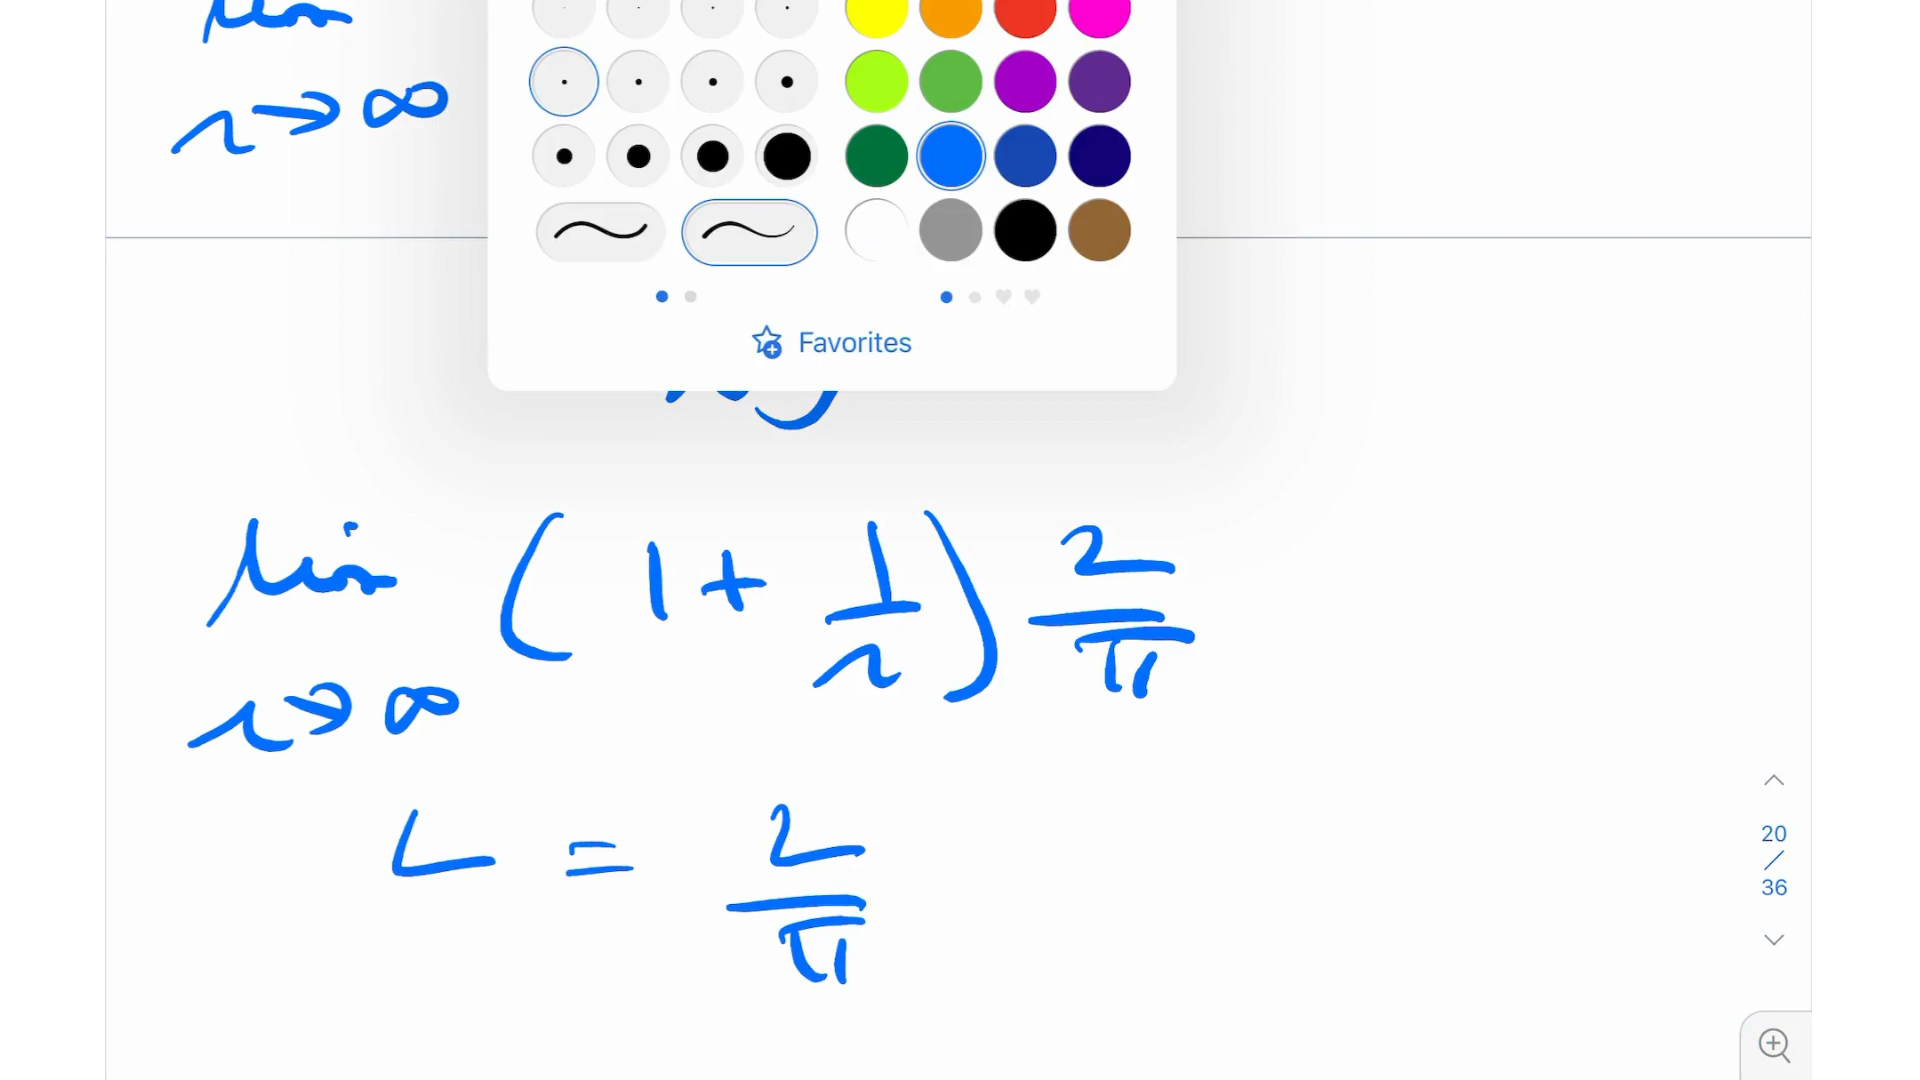 lim
n→∞
Favorites
lim (1 + 1/n) 2/π
n→∞
L = 2/π
20
/
36